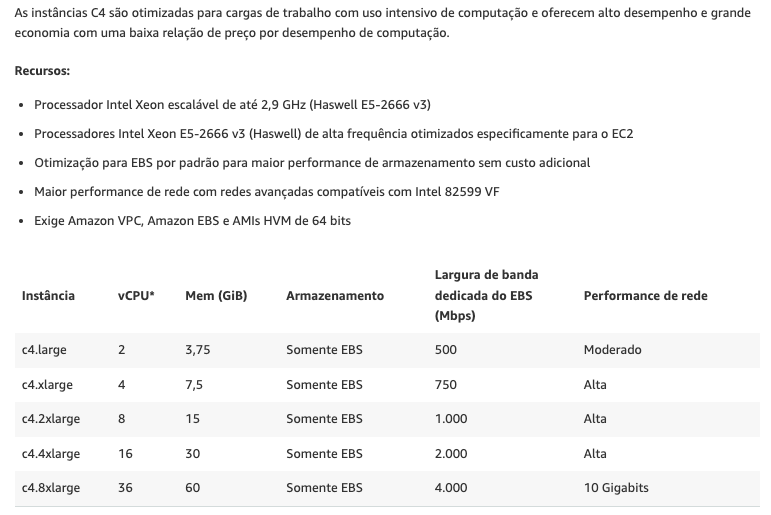 As instâncias C4 são otimizadas para cargas de trabalho com uso intensivo de computação e oferecem alto desempenho e grande
economia com uma baixa relação de preço por desempenho de computação.
Recursos:
• Processador Intel Xeon escalável de até 2,9 GHz (Haswell E5-2666 v3)
• Processadores Intel Xeon E5-2666 v3 (Haswell) de alta frequência otimizados especificamente para o EC2
• Otimização para EBS por padrão para maior performance de armazenamento sem custo adicional
• Maior performance de rede com redes avançadas compatíveis com Intel 82599 VF
• Exige Amazon VPC, Amazon EBS e AMIs HVM de 64 bits
Instância vCPU* Mem (GiB) Armazenamento Largura de banda dedicada do EBS (Mbps) Performance de rede
c4.large 2 3,75 Somente EBS 500 Moderado
c4.xlarge 4 7,5 Somente EBS 750 Alta
c4.2xlarge 8 15 Somente EBS 1.000 Alta
c4.4xlarge 16 30 Somente EBS 2.000 Alta
c4.8xlarge 36 60 Somente EBS 4.000 10 Gigabits